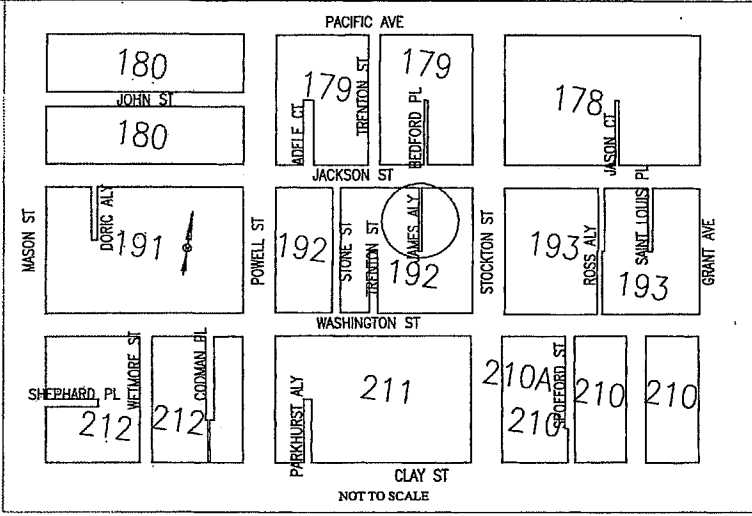 PACIFIC AVE
180
JOHN ST
180
179
ADELE CT
TRENTON ST
179
BEDFORD PL
178
JASON CT
JACKSON ST
MASON ST
DORIC ALY
191
POWELL ST
192
STONE ST
TRENTON ST
JAMES ALY
192
STOCKTON ST
193
ROSS ALY
SAINT LOUIS PL
193
GRANT AVE
WASHINGTON ST
SHEPHARD PL
212
WETMORE ST
212
CODMAN PL
PARKHURST ALY
211
210A
210
SPOFFORD ST
210
210
CLAY ST
NOT TO SCALE